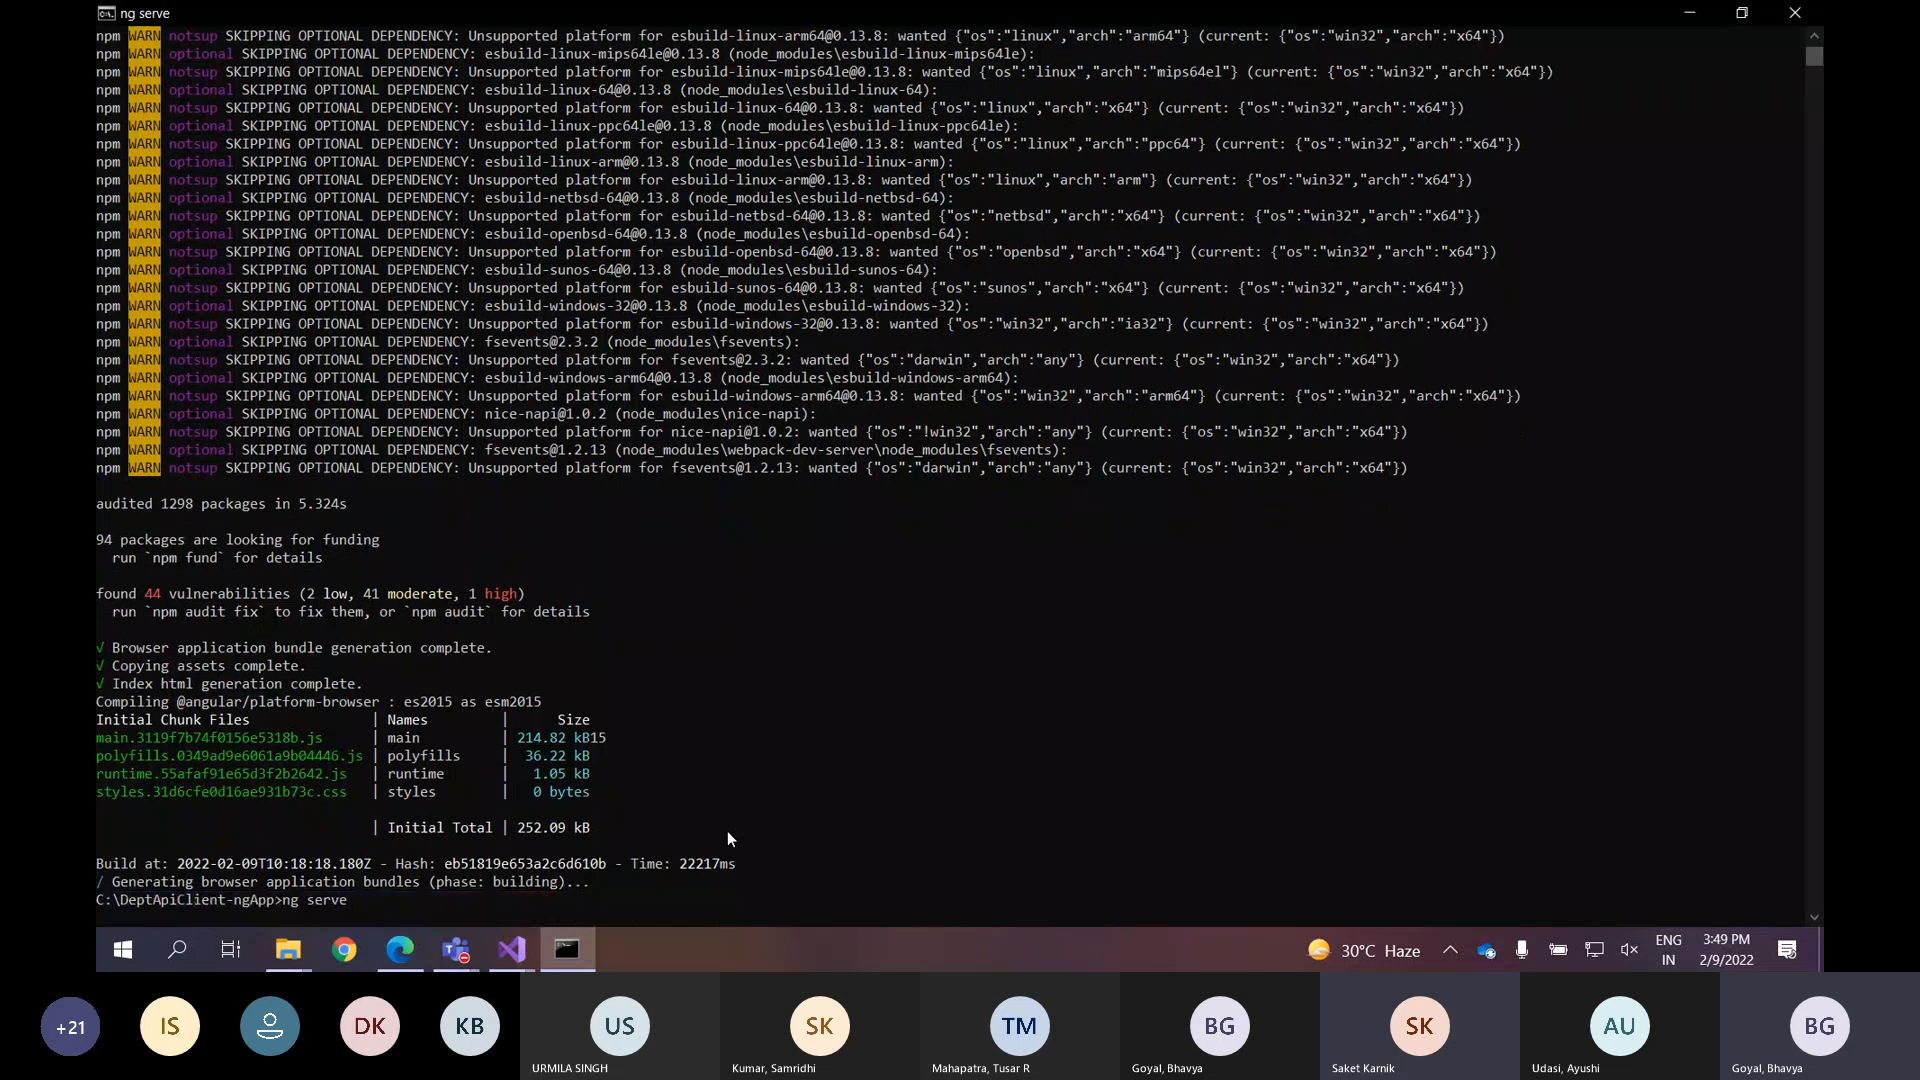 ng serve
npm WARN notsup SKIPPING OPTIONAL DEPENDENCY: Unsupported platform for esbuild-linux-arm64@0.13.8: wanted {"os":"linux","arch":"arm64"} (current: {"os":"win32","arch":"x64"})
npm WARN optional SKIPPING OPTIONAL DEPENDENCY: esbuild-linux-mips64le@0.13.8 (node_modules\esbuild-linux-mips64le):
npm WARN notsup SKIPPING OPTIONAL DEPENDENCY: Unsupported platform for esbuild-linux-mips64le@0.13.8: wanted {"os":"linux","arch":"mips64el"} (current: {"os":"win32","arch":"x64"})
npm WARN optional SKIPPING OPTIONAL DEPENDENCY: esbuild-linux-64@0.13.8 (node_modules\esbuild-linux-64):
npm WARN notsup SKIPPING OPTIONAL DEPENDENCY: Unsupported platform for esbuild-linux-64@0.13.8: wanted {"os":"linux","arch":"x64"} (current: {"os":"win32","arch":"x64"})
npm WARN optional SKIPPING OPTIONAL DEPENDENCY: esbuild-linux-ppc64le@0.13.8 (node_modules\esbuild-linux-ppc64le):
npm WARN notsup SKIPPING OPTIONAL DEPENDENCY: Unsupported platform for esbuild-linux-ppc64le@0.13.8: wanted {"os":"linux","arch":"ppc64"} (current: {"os":"win32","arch":"x64"})
npm WARN optional SKIPPING OPTIONAL DEPENDENCY: esbuild-linux-arm@0.13.8 (node_modules\esbuild-linux-arm):
npm WARN notsup SKIPPING OPTIONAL DEPENDENCY: Unsupported platform for esbuild-linux-arm@0.13.8: wanted {"os":"linux","arch":"arm"} (current: {"os":"win32","arch":"x64"})
npm WARN optional SKIPPING OPTIONAL DEPENDENCY: esbuild-netbsd-64@0.13.8 (node_modules\esbuild-netbsd-64):
npm WARN notsup SKIPPING OPTIONAL DEPENDENCY: Unsupported platform for esbuild-netbsd-64@0.13.8: wanted {"os":"netbsd","arch":"x64"} (current: {"os":"win32","arch":"x64"})
npm WARN optional SKIPPING OPTIONAL DEPENDENCY: esbuild-openbsd-64@0.13.8 (node_modules\esbuild-openbsd-64):
npm WARN notsup SKIPPING OPTIONAL DEPENDENCY: Unsupported platform for esbuild-openbsd-64@0.13.8: wanted {"os":"openbsd","arch":"x64"} (current: {"os":"win32","arch":"x64"})
npm WARN optional SKIPPING OPTIONAL DEPENDENCY: esbuild-sunos-64@0.13.8 (node_modules\esbuild-sunos-64):
npm WARN notsup SKIPPING OPTIONAL DEPENDENCY: Unsupported platform for esbuild-sunos-64@0.13.8: wanted {"os":"sunos","arch":"x64"} (current: {"os":"win32","arch":"x64"})
npm WARN optional SKIPPING OPTIONAL DEPENDENCY: esbuild-windows-32@0.13.8 (node_modules\esbuild-windows-32):
npm WARN notsup SKIPPING OPTIONAL DEPENDENCY: Unsupported platform for esbuild-windows-32@0.13.8: wanted {"os":"win32","arch":"ia32"} (current: {"os":"win32","arch":"x64"})
npm WARN optional SKIPPING OPTIONAL DEPENDENCY: fsevents@2.3.2 (node_modules\fsevents):
npm WARN notsup SKIPPING OPTIONAL DEPENDENCY: Unsupported platform for fsevents@2.3.2: wanted {"os":"darwin","arch":"any"} (current: {"os":"win32","arch":"x64"})
npm WARN optional SKIPPING OPTIONAL DEPENDENCY: esbuild-windows-arm64@0.13.8 (node_modules\esbuild-windows-arm64):
npm WARN notsup SKIPPING OPTIONAL DEPENDENCY: Unsupported platform for esbuild-windows-arm64@0.13.8: wanted {"os":"win32","arch":"arm64"} (current: {"os":"win32","arch":"x64"})
npm WARN optional SKIPPING OPTIONAL DEPENDENCY: nice-napi@1.0.2 (node_modules\nice-napi):
npm WARN notsup SKIPPING OPTIONAL DEPENDENCY: Unsupported platform for nice-napi@1.0.2: wanted {"os":"!win32","arch":"any"} (current: {"os":"win32","arch":"x64"})
npm WARN optional SKIPPING OPTIONAL DEPENDENCY: fsevents@1.2.13 (node_modules\webpack-dev-server\node_modules\fsevents):
npm WARN notsup SKIPPING OPTIONAL DEPENDENCY: Unsupported platform for fsevents@1.2.13: wanted {"os":"darwin","arch":"any"} (current: {"os":"win32","arch":"x64"})
audited 1298 packages in 5.324s
94 packages are looking for funding
run `npm fund` for details
found 44 vulnerabilities (2 low, 41 moderate, 1 high)
run `npm audit fix` to fix them, or `npm audit` for details
√ Browser application bundle generation complete.
√ Copying assets complete.
√ Index html generation complete.
Compiling @angular/platform-browser : es2015 as esm2015
Initial Chunk Files | Names | Size
main.3119f7b74f0156e5318b.js | main | 214.82 kB15
polyfills.0349ad9e6061a9b04446.js | polyfills | 36.22 kB
runtime.55afaf91e65d3f2b2642.js | runtime | 1.05 kB
styles.31d6cfe0d16ae931b73c.css | styles | 0 bytes
| Initial Total | 252.09 kB
Build at: 2022-02-09T10:18:18.180Z - Hash: eb51819e653a2c6d610b - Time: 22217ms
/ Generating browser application bundles (phase: building)...
C:\DeptApiClient-ngApp>ng serve
30°C Haze
ENG
IN
3:49 PM
2/9/2022
+21
IS
DK
KB
US
SK
TM
BG
SK
AU
BG
URMILA SINGH
Kumar, Samridhi
Mahapatra, Tusar R
Goyal, Bhavya
Saket Karnik
Udasi, Ayushi
Goyal, Bhavya